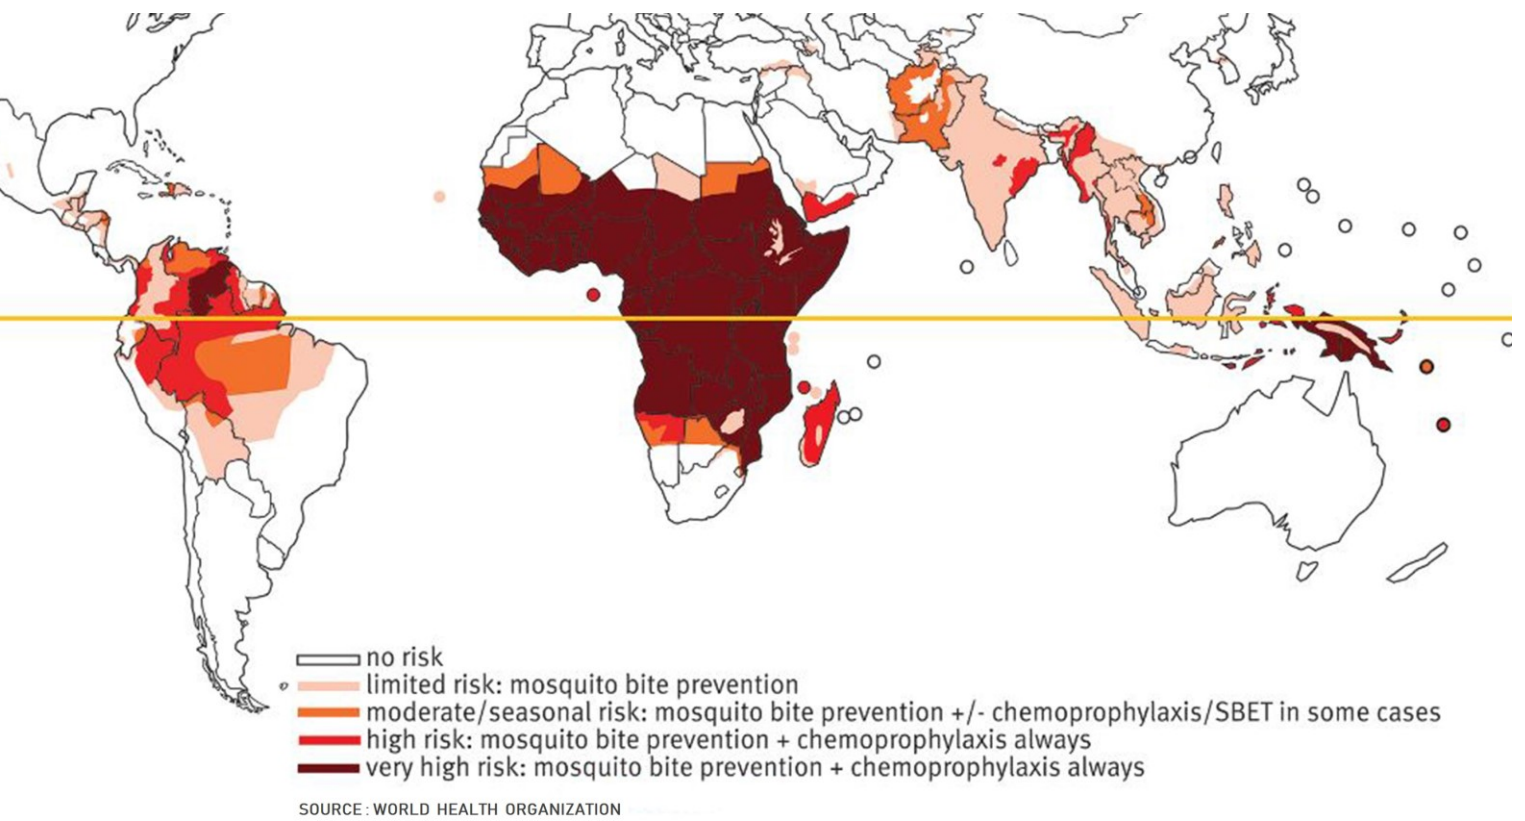 no risk
limited risk: mosquito bite prevention
moderate/seasonal risk: mosquito bite prevention +/- chemoprophylaxis/SBET in some cases
high risk: mosquito bite prevention + chemoprophylaxis always
very high risk: mosquito bite prevention + chemoprophylaxis always
SOURCE: WORLD HEALTH ORGANIZATION